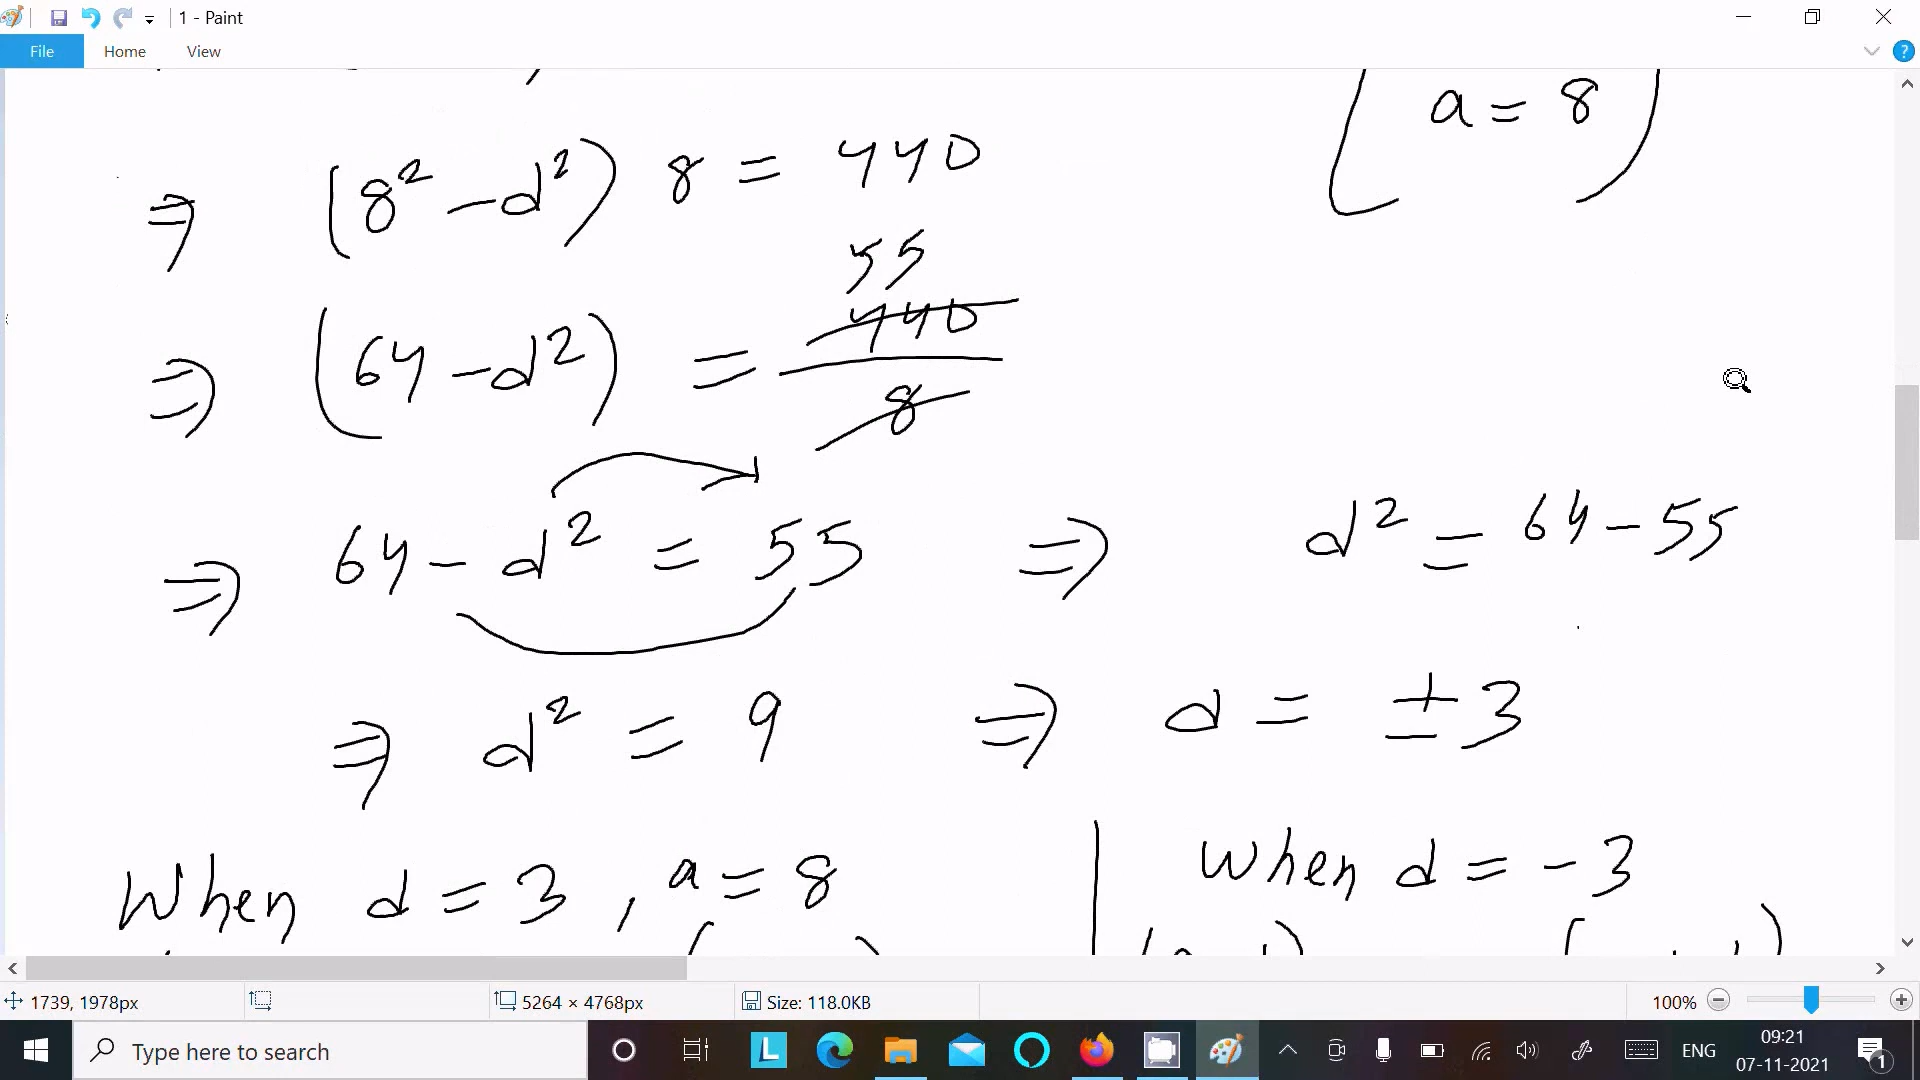 1 - Paint
File Home View
a = 8
⇒ (8² - d²) 8 = 440
55
⇒ (64 - d²) = 440
8
⇒ 64 - d² = 55 ⇒ d² = 64 - 55
⇒ d² = 9 ⇒ d = ± 3
When d = 3, a = 8
When d = - 3
1739, 1978px 5264 × 4768px Size: 118.0KB 100%
Type here to search
L
ENG
09:21
07-11-2021
1